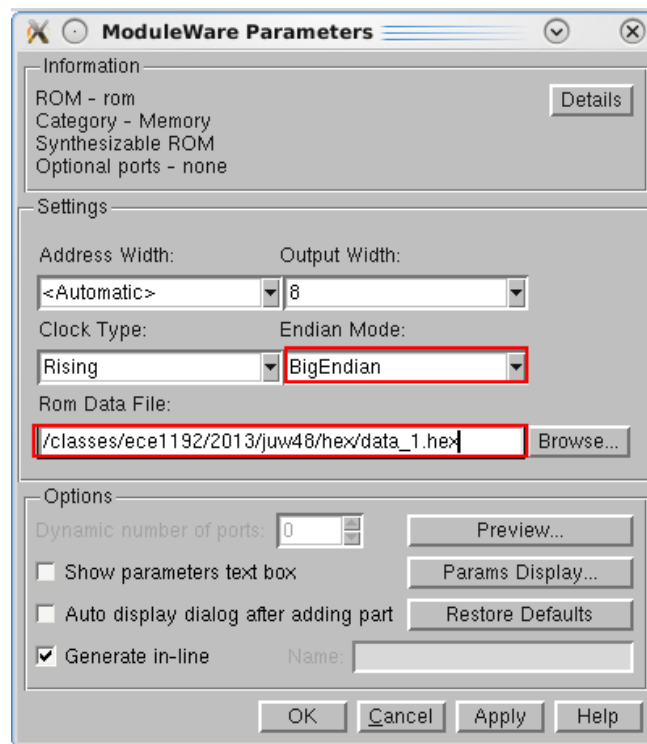 ModuleWare Parameters
Information
ROM - rom
Details
Category - Memory
Synthesizable ROM
Optional ports - none
Settings
Address Width: Output Width:
<Automatic> 8
Clock Type: Endian Mode:
Rising BigEndian
Rom Data File:
/classes/ece1192/2013/juw48/hex/data_1.hex Browse...
Options
Dynamic number of ports: 0 Preview...
Show parameters text box Params Display...
Auto display dialog after adding part Restore Defaults
Generate in-line Name:
OK Cancel Apply Help